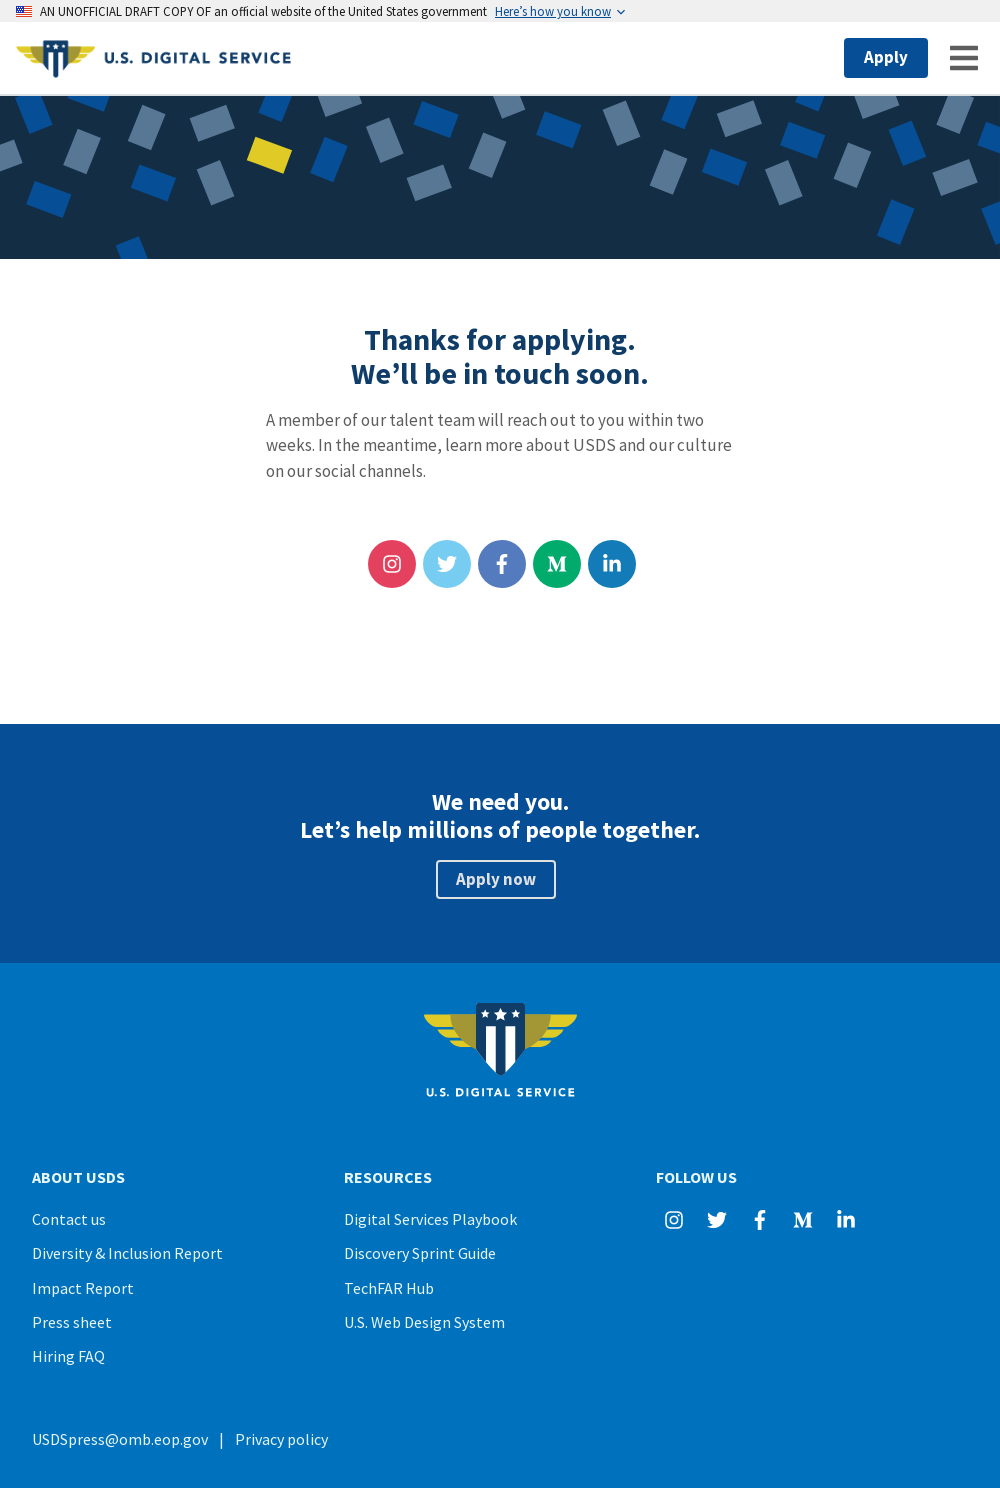 AN UNOFFICIAL DRAFT COPY OF an official website of the United States government Here’s how you know
U.S. DIGITAL SERVICE
Apply
Thanks for applying.
We’ll be in touch soon.
A member of our talent team will reach out to you within two
weeks. In the meantime, learn more about USDS and our culture
on our social channels.
We need you.
Let’s help millions of people together.
Apply now
U.S. DIGITAL SERVICE
ABOUT USDS
Contact us
Diversity & Inclusion Report
Impact Report
Press sheet
Hiring FAQ
RESOURCES
Digital Services Playbook
Discovery Sprint Guide
TechFAR Hub
U.S. Web Design System
FOLLOW US
USDSpress@omb.eop.gov | Privacy policy